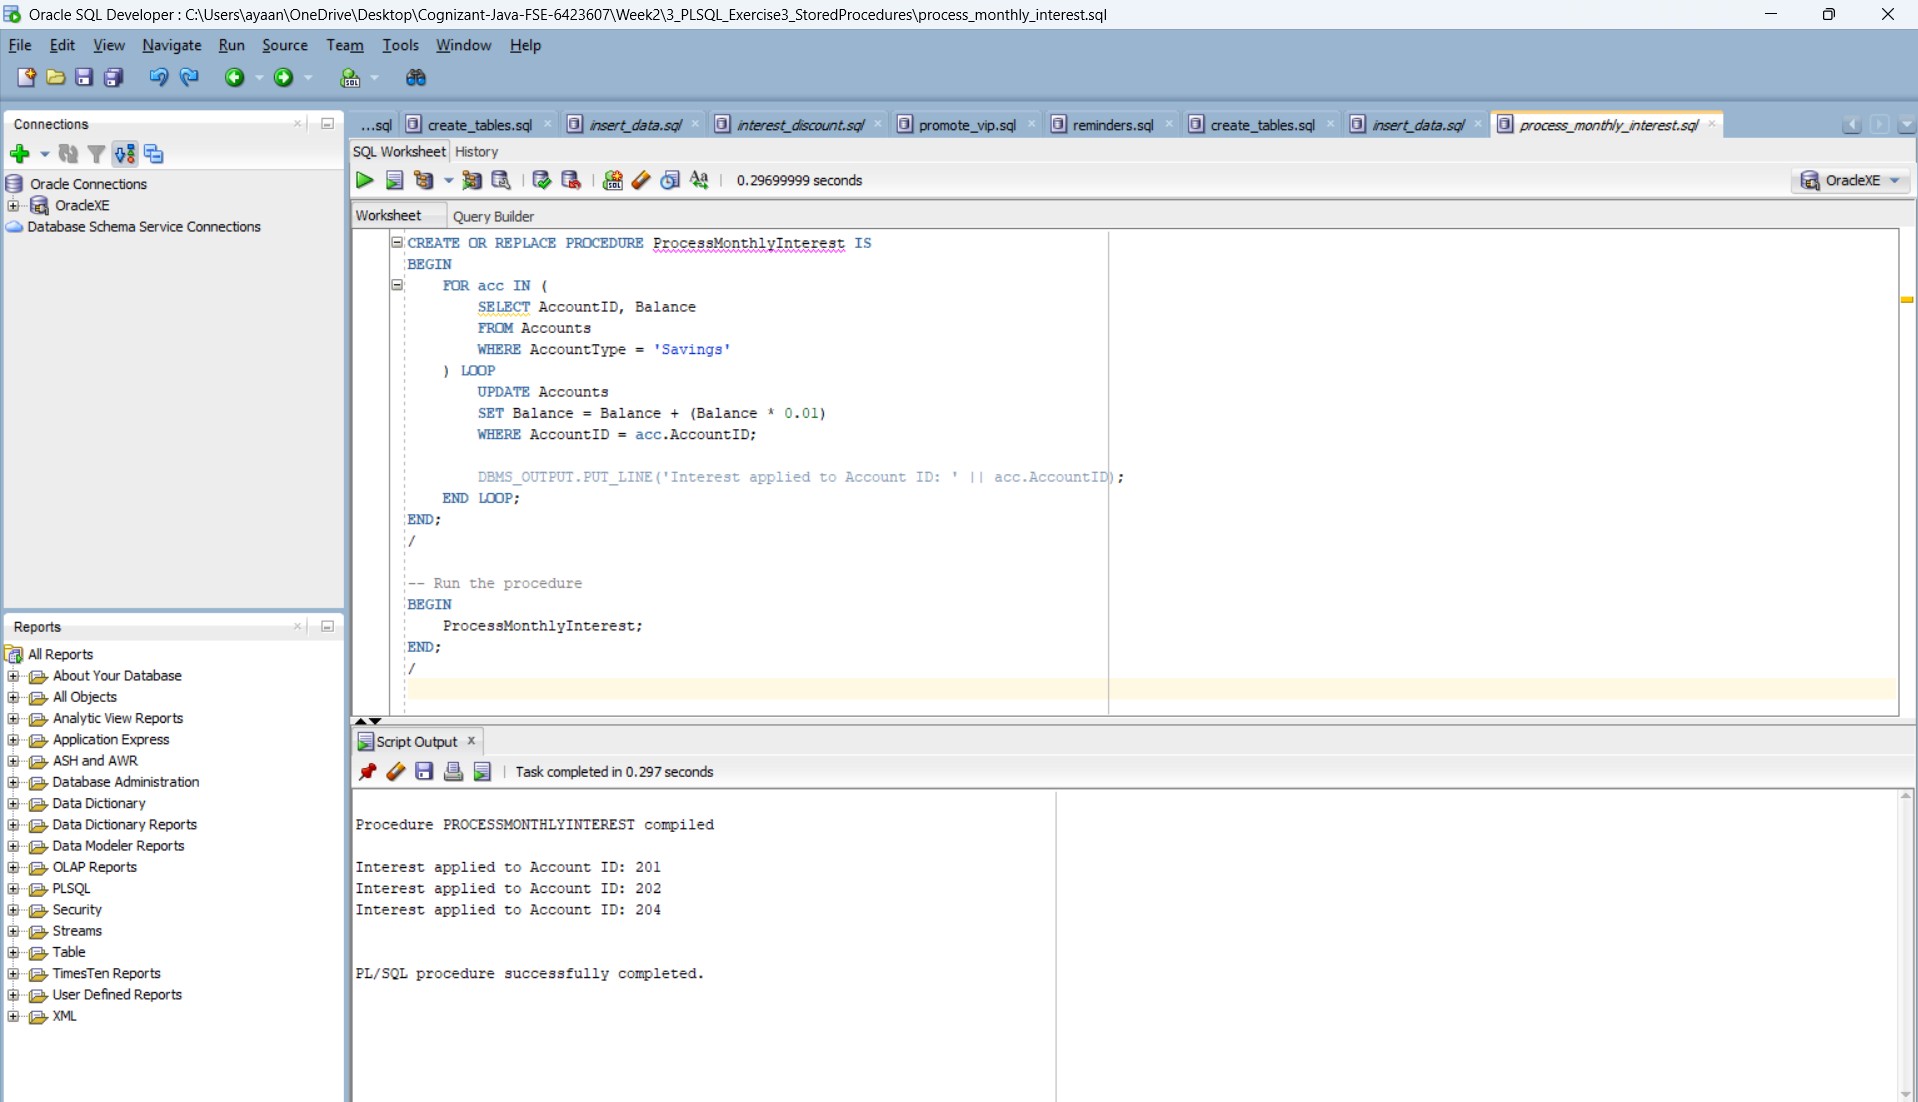 Oracle SQL Developer : C:\Users\ayaan\OneDrive\Desktop\Cognizant-Java-FSE-6423607\Week2\3_PLSQL_Exercise3_StoredProcedures\process_monthly_interest.sql
File Edit View Navigate Run Source Team Tools Window Help
Connections
Oracle Connections
OracleXE
Database Schema Service Connections
Reports
All Reports
About Your Database
All Objects
Analytic View Reports
Application Express
ASH and AWR
Database Administration
Data Dictionary
Data Dictionary Reports
Data Modeler Reports
OLAP Reports
PLSQL
Security
Streams
Table
TimesTen Reports
User Defined Reports
XML
...sql create_tables.sql insert_data.sql interest_discount.sql promote_vip.sql reminders.sql create_tables.sql insert_data.sql process_monthly_interest.sql
SQL Worksheet History
0.29699999 seconds
OracleXE
Worksheet Query Builder
CREATE OR REPLACE PROCEDURE ProcessMonthlyInterest IS
BEGIN
    FOR acc IN (
        SELECT AccountID, Balance
        FROM Accounts
        WHERE AccountType = 'Savings'
    ) LOOP
        UPDATE Accounts
        SET Balance = Balance + (Balance * 0.01)
        WHERE AccountID = acc.AccountID;
        DBMS_OUTPUT.PUT_LINE('Interest applied to Account ID: ' || acc.AccountID);
    END LOOP;
END;
/
-- Run the procedure
BEGIN
    ProcessMonthlyInterest;
END;
/
Script Output
Task completed in 0.297 seconds
Procedure PROCESSMONTHLYINTEREST compiled
Interest applied to Account ID: 201
Interest applied to Account ID: 202
Interest applied to Account ID: 204
PL/SQL procedure successfully completed.